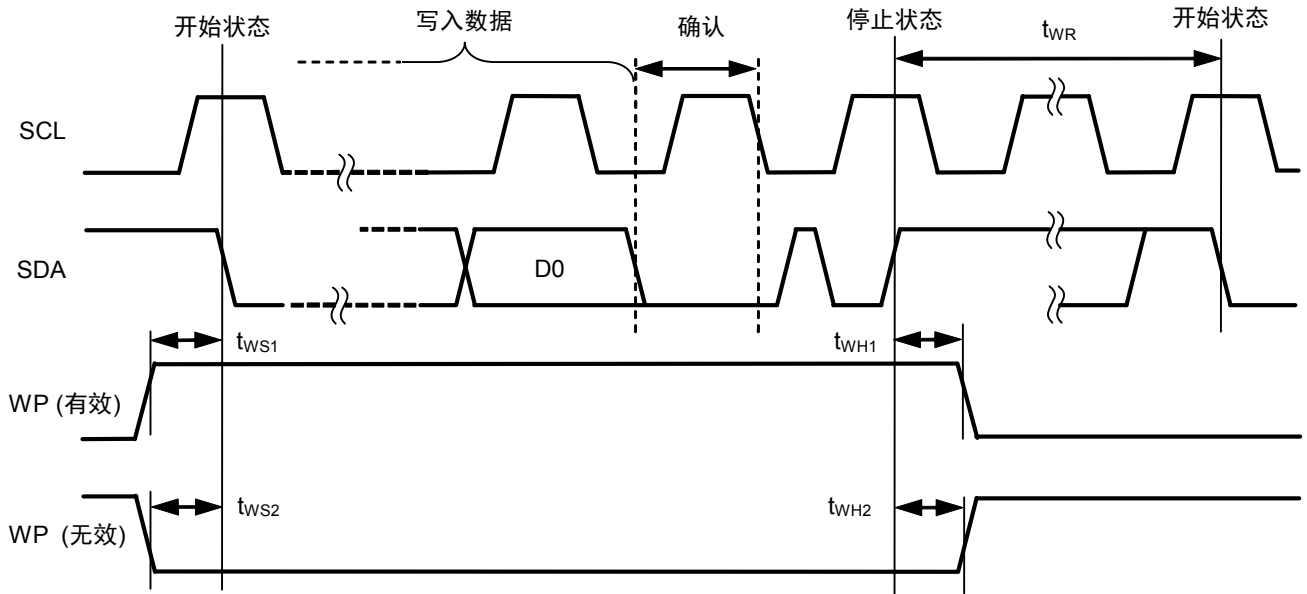 开始状态 写入数据 确认 停止状态 tWR 开始状态
SCL
SDA D0
tWS1 tWH1
WP (有效)
tWS2 tWH2
WP (无效)